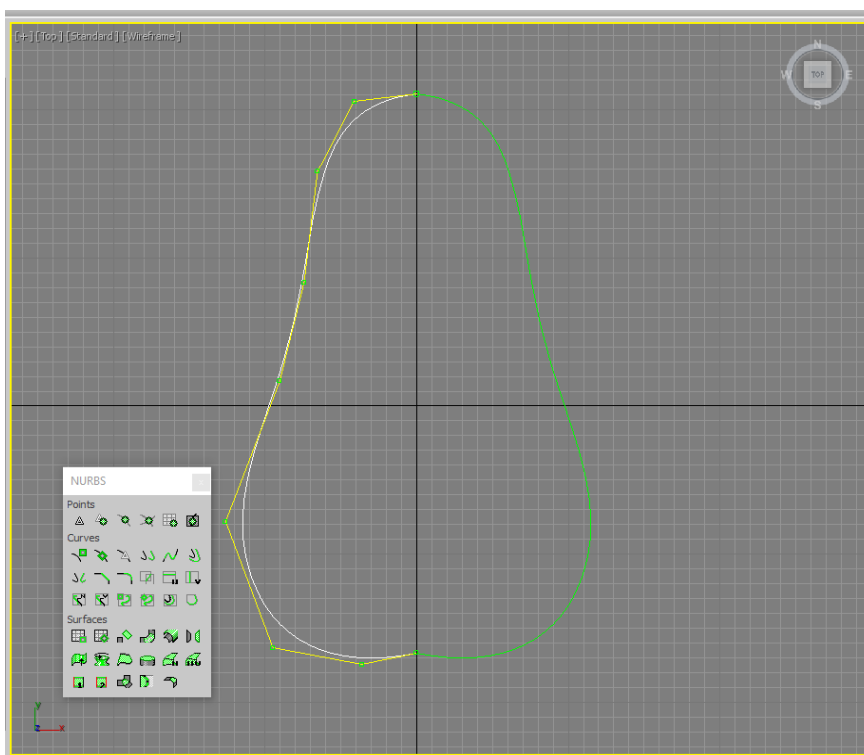 [+] [Top] [Standard] [Wireframe]
N
W TOP E
S
NURBS
Points
Curves
Surfaces
y
z x